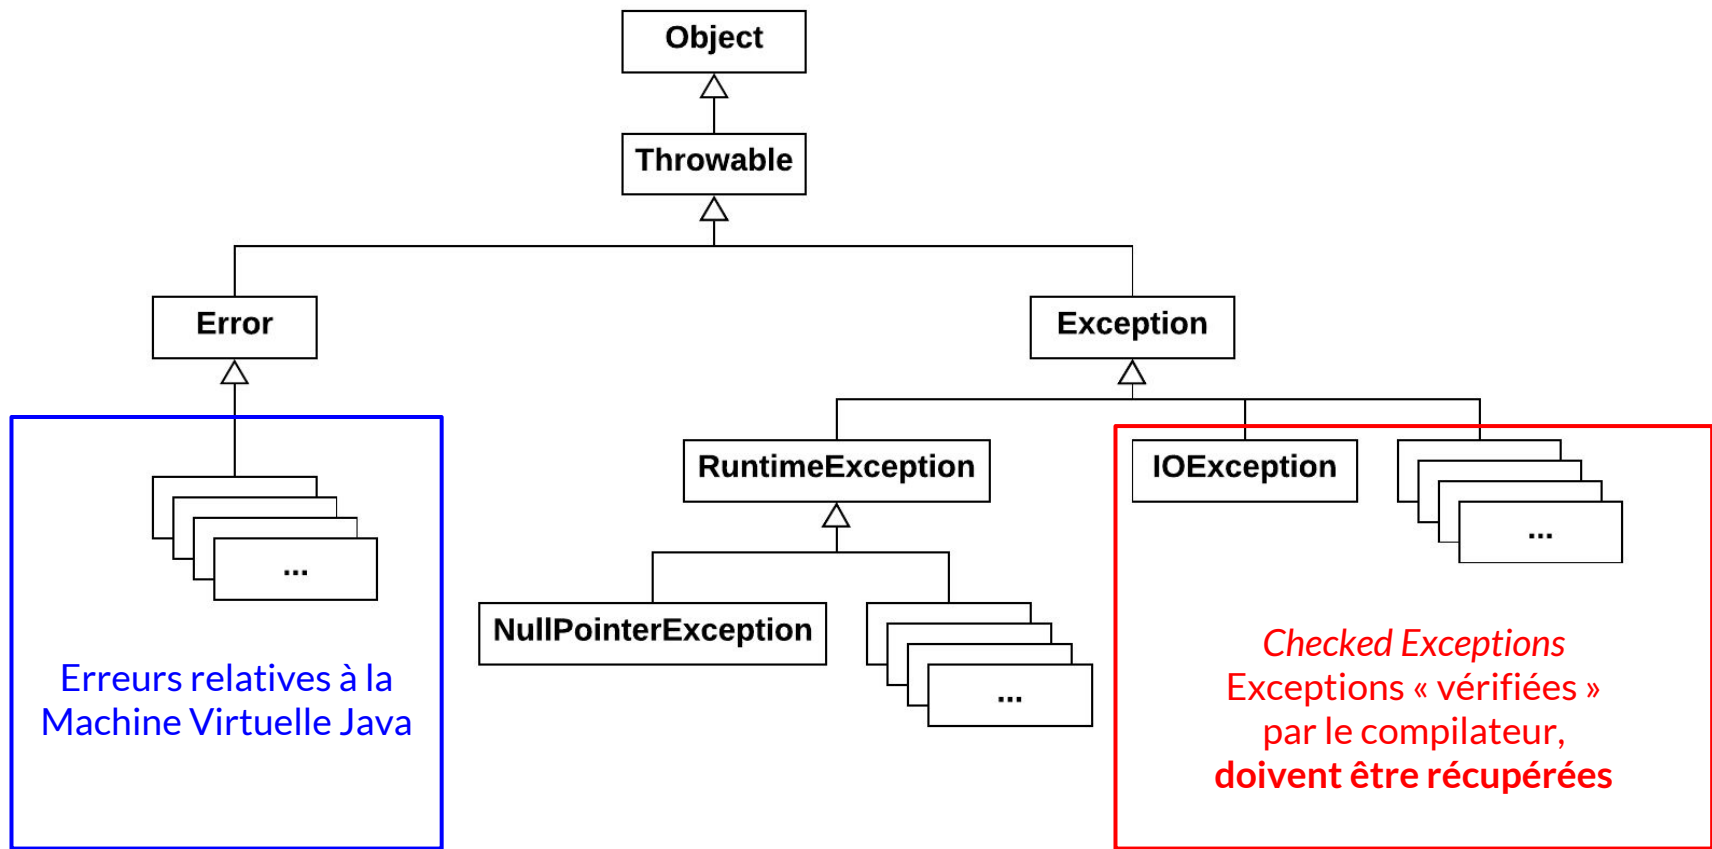 Object
Throwable
Error
Exception
RuntimeException
IOException
...
...
NullPointerException
...
Erreurs relatives à la
Machine Virtuelle Java
Checked Exceptions
Exceptions « vérifiées »
par le compilateur,
doivent être récupérées